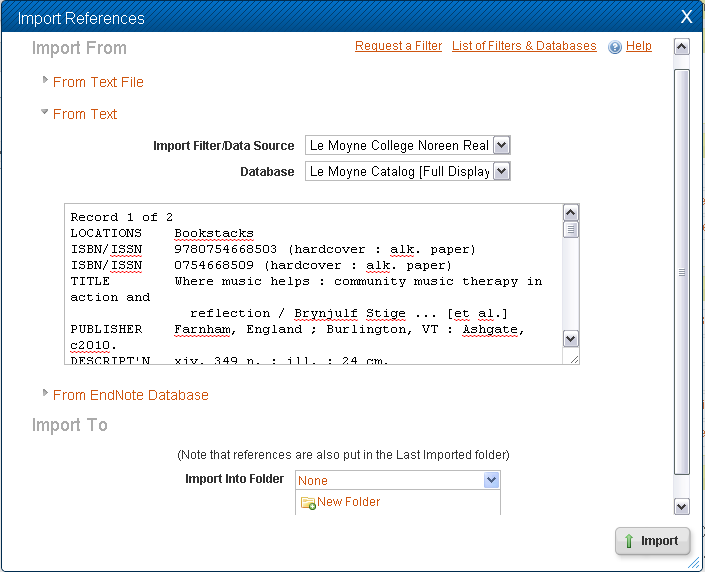 Import References X
Import From
Request a Filter List of Filters & Databases Help
From Text File
From Text
Import Filter/Data Source Le Moyne College Noreen Real
Database Le Moyne Catalog [Full Display
Record 1 of 2
LOCATIONS Bookstacks
ISBN/ISSN 9780754668503 (hardcover : alk. paper)
ISBN/ISSN 0754668509 (hardcover : alk. paper)
TITLE Where music helps : community music therapy in
action and
reflection / Brynjulf Stige ... [et al.]
PUBLISHER Farnham, England ; Burlington, VT : Ashgate,
c2010.
DESCRIPT'N xiv, 349 p. : ill. ; 24 cm.
From EndNote Database
Import To
(Note that references are also put in the Last Imported folder)
Import Into Folder None
New Folder
Import